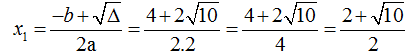 x₁ = (-b + √Δ)/2a = (4 + 2√10)/2.2 = (4 + 2√10)/4 = (2 + √10)/2